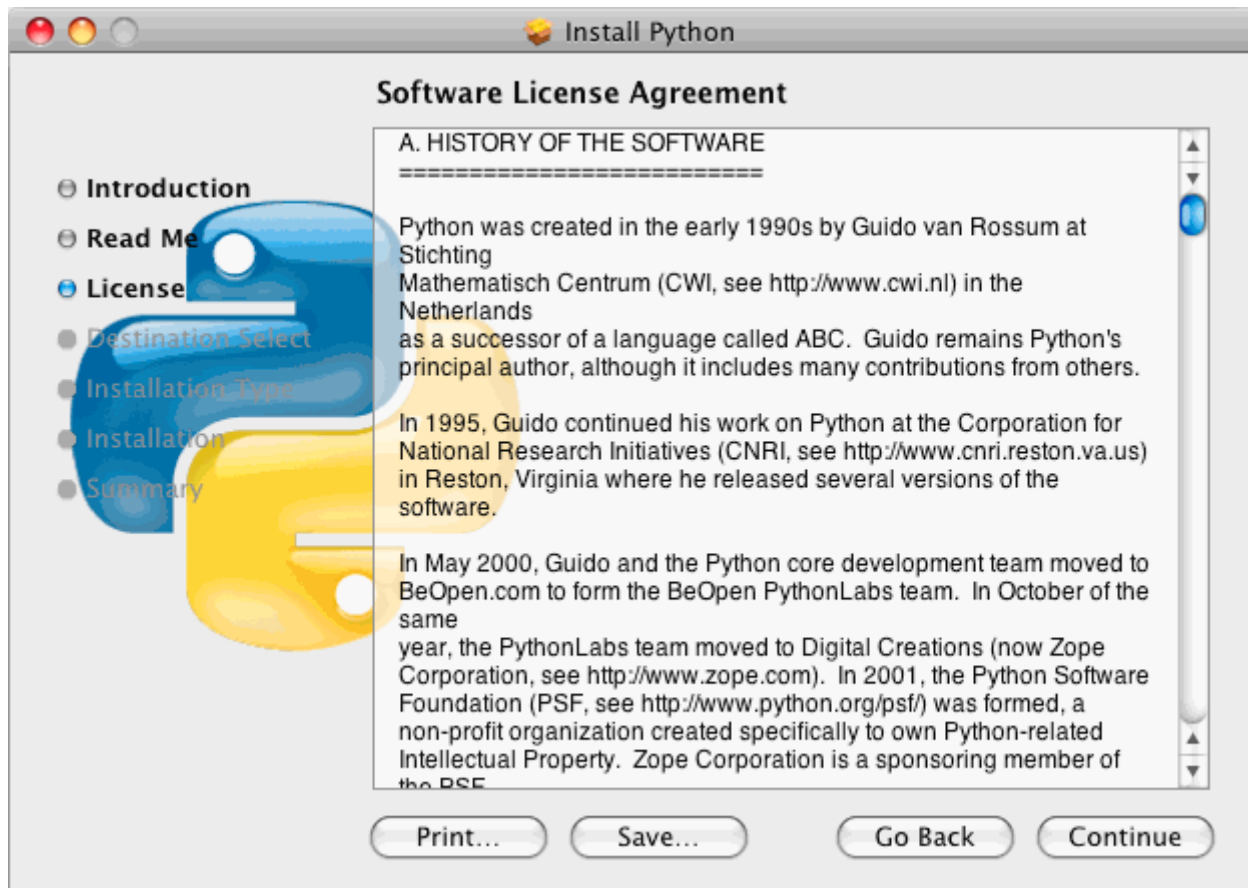 Install Python
Software License Agreement
Introduction
Read Me
License
Destination Select
Installation Type
Installation
Summary
A. HISTORY OF THE SOFTWARE
==========================
Python was created in the early 1990s by Guido van Rossum at
Stichting
Mathematisch Centrum (CWI, see http://www.cwi.nl) in the
Netherlands
as a successor of a language called ABC.  Guido remains Python's
principal author, although it includes many contributions from others.
In 1995, Guido continued his work on Python at the Corporation for
National Research Initiatives (CNRI, see http://www.cnri.reston.va.us)
in Reston, Virginia where he released several versions of the
software.
In May 2000, Guido and the Python core development team moved to
BeOpen.com to form the BeOpen PythonLabs team.  In October of the
same
year, the PythonLabs team moved to Digital Creations (now Zope
Corporation, see http://www.zope.com).  In 2001, the Python Software
Foundation (PSF, see http://www.python.org/psf/) was formed, a
non-profit organization created specifically to own Python-related
Intellectual Property.  Zope Corporation is a sponsoring member of
the PSF
Print...
Save...
Go Back
Continue